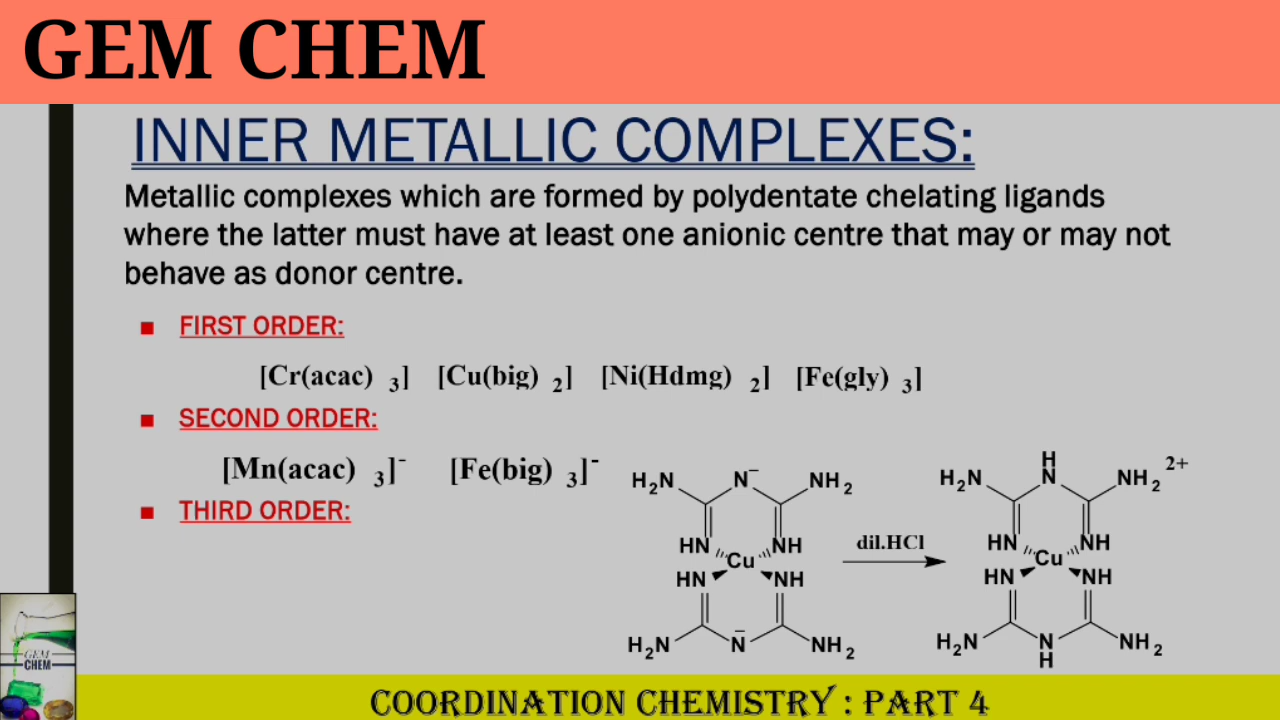 GEM CHEM
INNER METALLIC COMPLEXES:
Metallic complexes which are formed by polydentate chelating ligands
where the latter must have at least one anionic centre that may or may not
behave as donor centre.
■ FIRST ORDER:
[Cr(acac) 3] [Cu(big) 2] [Ni(Hdmg) 2] [Fe(gly) 3]
■ SECOND ORDER:
[Mn(acac) 3]- [Fe(big) 3]-
■ THIRD ORDER:
H2N N- NH2
HN NH
Cu
HN NH
H2N N- NH2
dil.HCl
H
H2N N NH2 2+
HN NH
Cu
HN NH
H2N N NH2
H
GEM
CHEM
COORDINATION CHEMISTRY : PART 4